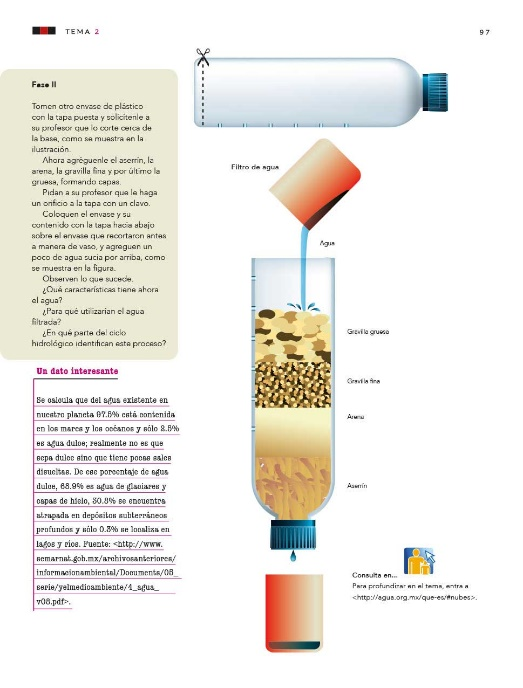 TEMA 2
97
Fase II
Tomen otro envase de plástico
con la tapa puesta y solicítenle a
su profesor que lo corte cerca de
la base, como se muestra en la
ilustración.
Ahora agréguenle el aserrín, la
arena, la gravilla fina y por último la
gruesa, formando capas.
Pidan a su profesor que le haga
un orificio a la tapa con un clavo.
Coloquen el envase y su
contenido con la tapa hacia abajo
sobre el envase que recortaron antes
a manera de vaso, y agreguen un
poco de agua sucia por arriba, como
se muestra en la figura.
Observen lo que sucede.
¿Qué características tiene ahora
el agua?
¿Para qué utilizarían el agua
filtrada?
¿En qué parte del ciclo
hidrológico identifican este proceso?
Un dato interesante
Se calcula que del agua existente en
nuestro planeta 97.5% está contenida
en los mares y los océanos y sólo 2.5%
es agua dulce; realmente no es que
sepa dulce sino que tiene pocas sales
disueltas. De ese porcentaje de agua
dulce, 68.9% es agua de glaciares y
capas de hielo, 30.8% se encuentra
atrapada en depósitos subterráneos
profundos y sólo 0.3% se localiza en
lagos y ríos. Fuente: <http://www.
semarnat.gob.mx/archivosanteriores/
informacionambiental/Documents/05_
serie/yelmedioambiente/4_agua_
v08.pdf>.
Filtro de agua
Agua
Gravilla gruesa
Gravilla fina
Arena
Aserrín
Consulta en...
Para profundizar en el tema, entra a
<http://agua.org.mx/que-es/#nubes>.